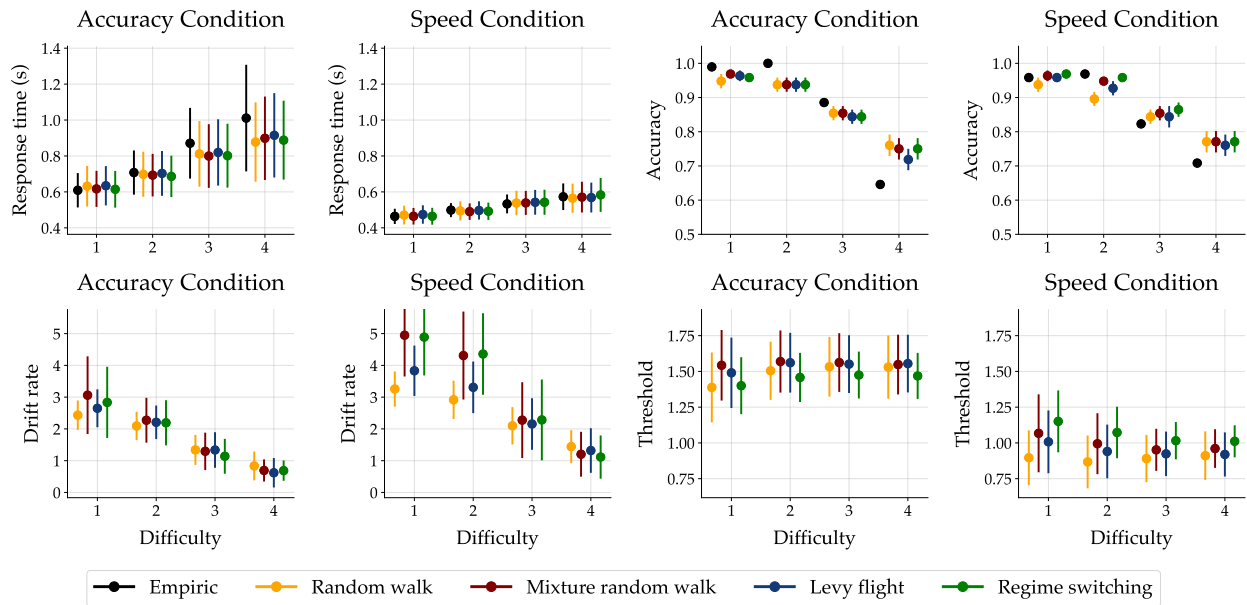 Accuracy Condition
Speed Condition
Accuracy Condition
Speed Condition
Response time (s)
1.4
1.2
1.0
0.8
0.6
0.4
1 2 3 4
Response time (s)
1.4
1.2
1.0
0.8
0.6
0.4
1 2 3 4
Accuracy
1.0
0.9
0.8
0.7
0.6
0.5
1 2 3 4
Accuracy
1.0
0.9
0.8
0.7
0.6
0.5
1 2 3 4
Accuracy Condition
Speed Condition
Accuracy Condition
Speed Condition
Drift rate
5
4
3
2
1
0
1 2 3 4
Difficulty
Drift rate
5
4
3
2
1
0
1 2 3 4
Difficulty
Threshold
1.75
1.50
1.25
1.00
0.75
1 2 3 4
Difficulty
Threshold
1.75
1.50
1.25
1.00
0.75
1 2 3 4
Difficulty
Empiric Random walk Mixture random walk Levy flight Regime switching